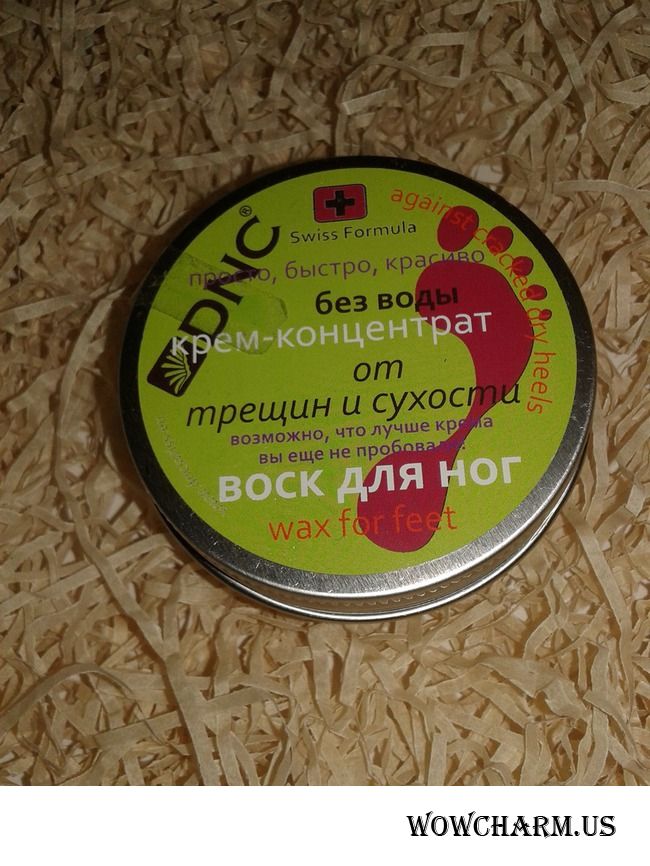 DNC®
Swiss Formula
against cracked dry heels
просто, быстро, красиво
без воды
крем-концентрат
от
трещин и сухости
возможно, что лучше крема
вы еще не пробовали!
воск для ног
wax for feet
WOWCHARM.US